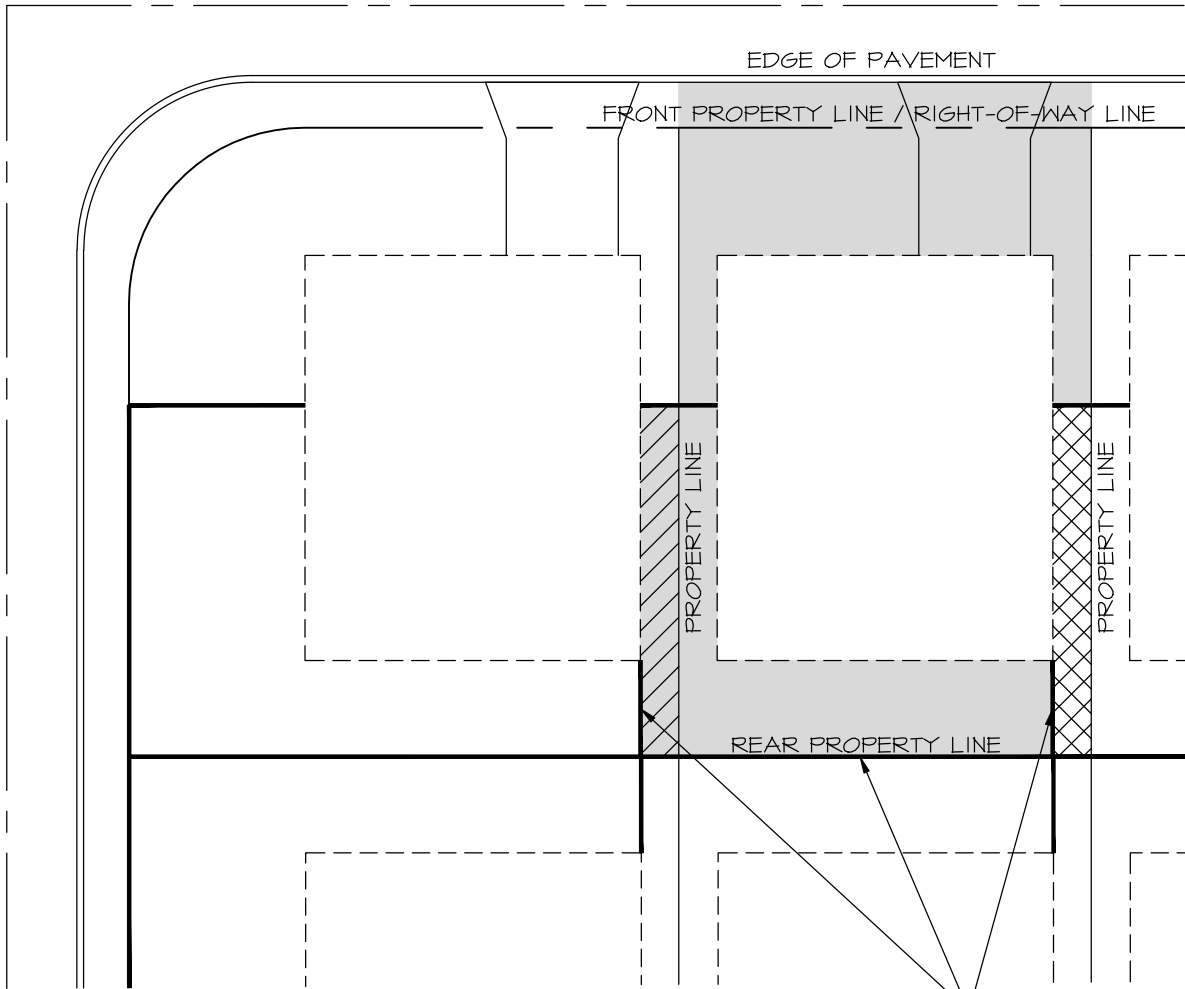 EDGE OF PAVEMENT
FRONT PROPERTY LINE / RIGHT-OF-WAY LINE
PROPERTY LINE
PROPERTY LINE
REAR PROPERTY LINE